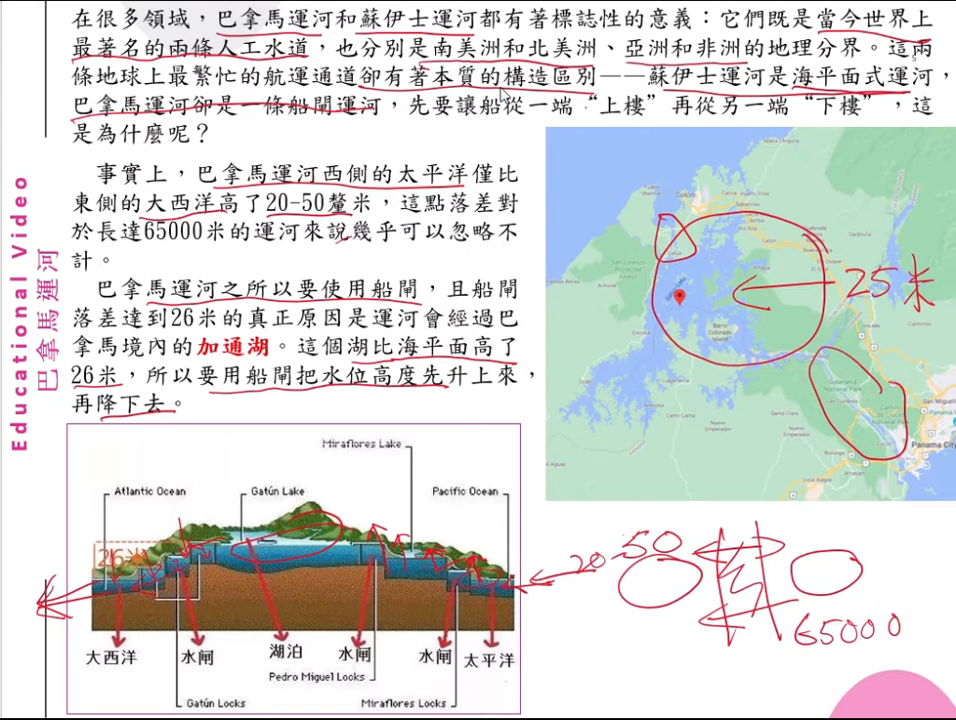 在很多領域，巴拿馬運河和蘇伊士運河都有著標誌性的意義：它們既是當今世界上
最著名的兩條人工水道，也分別是南美洲和北美洲、亞洲和非洲的地理分界。這兩
條地球上最繁忙的航運通道卻有著本質的構造區別——蘇伊士運河是海平面式運河，
巴拿馬運河卻是一條船閘運河，先要讓船從一端“上樓”再從另一端“下樓”，這
是為什麼呢？
事實上，巴拿馬運河西側的太平洋僅比
東側的大西洋高了20-50釐米，這點落差對
於長達65000米的運河來說幾乎可以忽略不
計。
巴拿馬運河之所以要使用船閘，且船閘
落差達到26米的真正原因是運河會經過巴
拿馬境內的加通湖。這個湖比海平面高了
26米，所以要用船閘把水位高度先升上來，
再降下去。
Educational Video
巴拿馬運河
Colón
Gatun Lake
Barro
Colorado
Island
Soberanía
National Park
San Miguelito
Panama City
25米
Miraflores Lake
Atlantic Ocean
Gatún Lake
Pacific Ocean
26米
大西洋
水闸
湖泊
水闸
水闸
太平洋
Pedro Miguel Locks
Gatún Locks
Miraflores Locks
20-50
65000